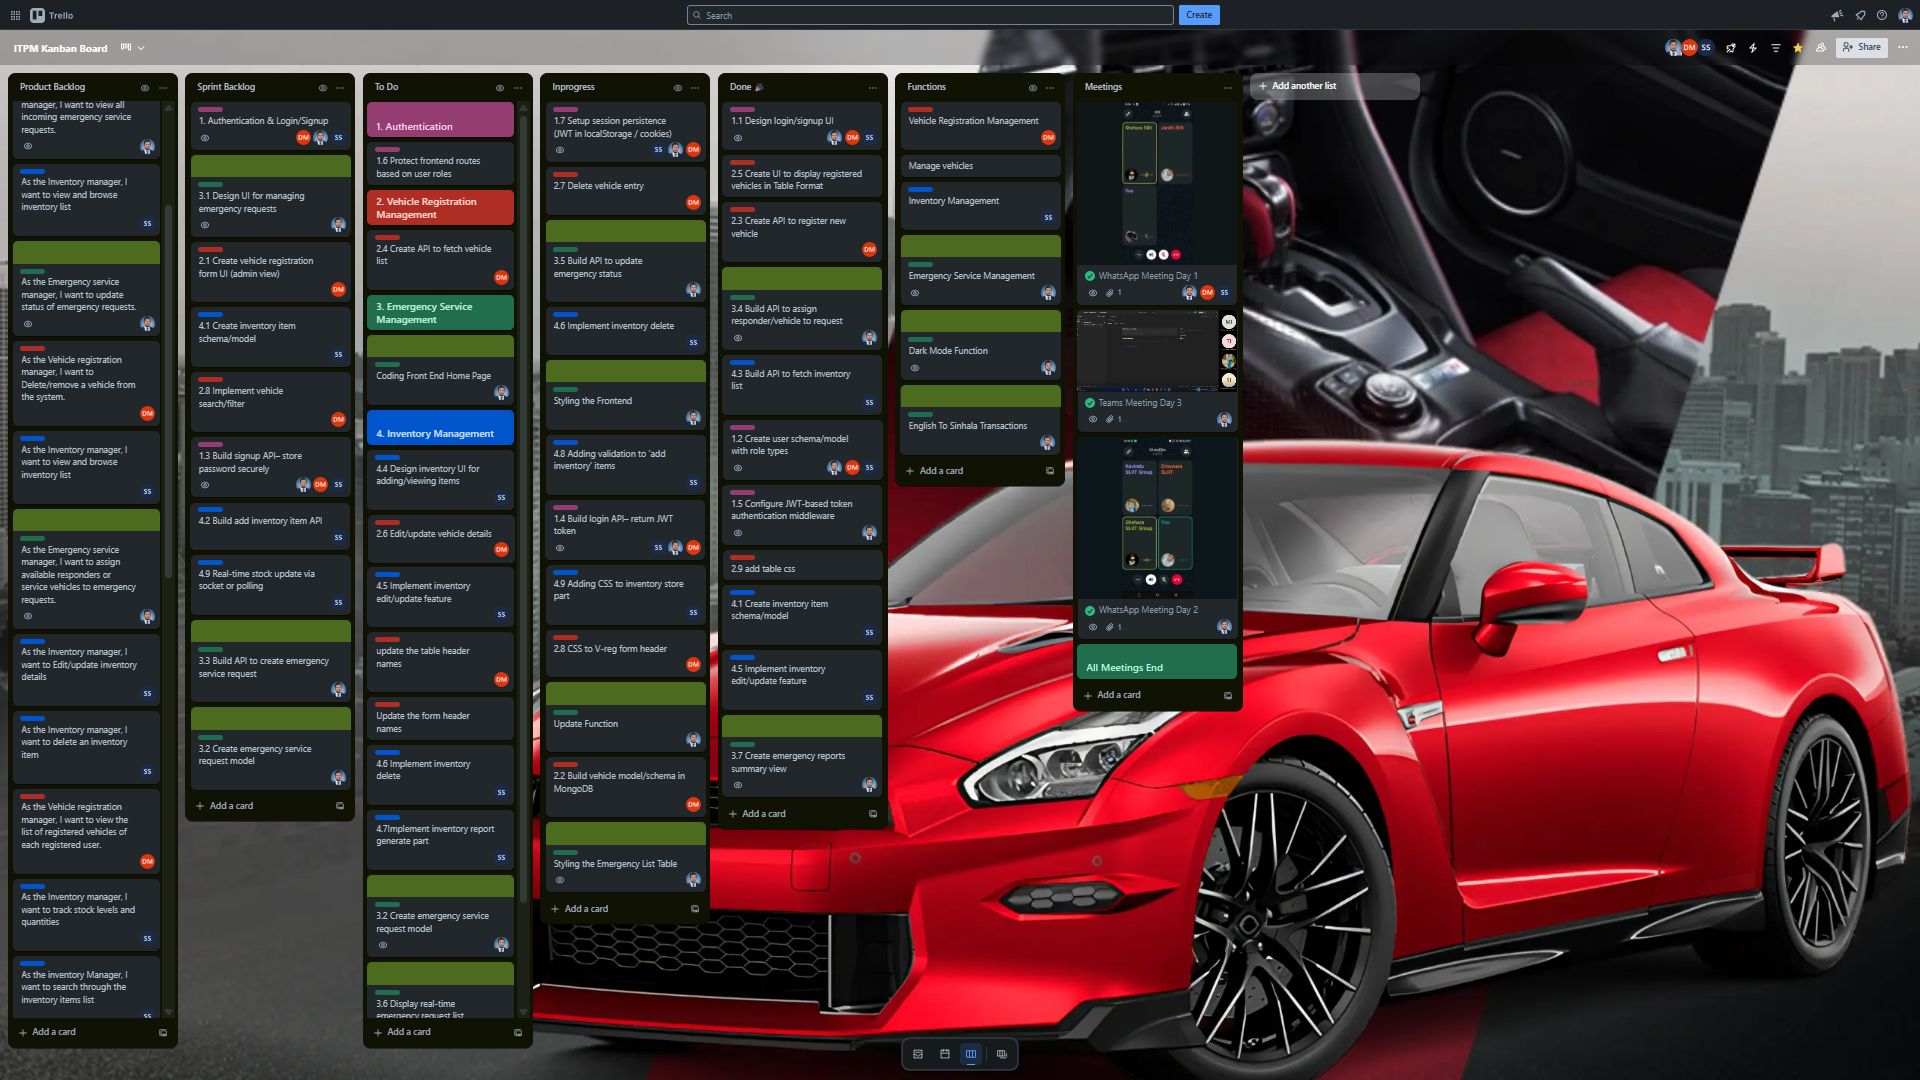 Trello
Search
Create
ITPM Kanban Board
DM
SS
Share
Product Backlog
manager, I want to view all
incoming emergency service
requests.
As the Inventory manager, I
want to view and browse
inventory list
SS
As the Emergency service
manager, I want to update
status of emergency requests.
As the Vehicle registration
manager, I want to
Delete/remove a vehicle from
the system.
DM
As the Inventory manager, I
want to view and browse
inventory list
SS
As the Emergency service
manager, I want to assign
available responders or
service vehicles to emergency
requests.
As the Inventory manager, I
want to Edit/update inventory
details
SS
As the Inventory manager, I
want to delete an inventory
item
SS
As the Vehicle registration
manager, I want to view the
list of registered vehicles of
each registered user.
DM
As the Inventory manager, I
want to track stock levels and
quantities
SS
As the inventory Manager, I
want to search through the
inventory items list
SS
Add a card
Sprint Backlog
1. Authentication & Login/Signup
DM
SS
3.1 Design UI for managing
emergency requests
2.1 Create vehicle registration
form UI (admin view)
DM
4.1 Create inventory item
schema/model
SS
2.8 Implement vehicle
search/filter
DM
1.3 Build signup API– store
password securely
DM
SS
4.2 Build add inventory item API
SS
4.9 Real-time stock update via
socket or polling
SS
3.3 Build API to create emergency
service request
3.2 Create emergency service
request model
Add a card
To Do
1. Authentication
1.6 Protect frontend routes
based on user roles
2. Vehicle Registration
Management
2.4 Create API to fetch vehicle
list
DM
3. Emergency Service
Management
Coding Front End Home Page
4. Inventory Management
4.4 Design inventory UI for
adding/viewing items
SS
2.6 Edit/update vehicle details
DM
4.5 Implement inventory
edit/update feature
SS
update the table header
names
DM
Update the form header
names
4.6 Implement inventory
delete
SS
4.7Implement inventory report
generate part
SS
3.2 Create emergency service
request model
3.6 Display real-time
emergency request list
Add a card
Inprogress
1.7 Setup session persistence
(JWT in localStorage / cookies)
SS
DM
2.7 Delete vehicle entry
DM
3.5 Build API to update
emergency status
4.6 Implement inventory delete
SS
Styling the Frontend
4.8 Adding validation to 'add
inventory' items
SS
1.4 Build login API– return JWT
token
SS
DM
4.9 Adding CSS to inventory store
part
SS
2.8 CSS to V-reg form header
DM
Update Function
2.2 Build vehicle model/schema in
MongoDB
DM
Styling the Emergency List Table
Add a card
Done 🎉
1.1 Design login/signup UI
DM
SS
2.5 Create UI to display registered
vehicles in Table Format
2.3 Create API to register new
vehicle
DM
3.4 Build API to assign
responder/vehicle to request
4.3 Build API to fetch inventory
list
SS
1.2 Create user schema/model
with role types
DM
SS
1.5 Configure JWT-based token
authentication middleware
2.9 add table css
4.1 Create inventory item
schema/model
SS
4.5 Implement inventory
edit/update feature
SS
3.7 Create emergency reports
summary view
Add a card
Functions
Vehicle Registration Management
DM
Manage vehicles
Inventory Management
SS
Emergency Service Management
Dark Mode Function
English To Sinhala Transactions
Add a card
Meetings
Shehara Sliit
Janith Sliit
You
WhatsApp Meeting Day 1
1
DM
SS
Teams Meeting Day 3
1
Kavindu
SLIIT Group
SLIIT
Shehara
SLIIT Group
You
WhatsApp Meeting Day 2
1
All Meetings End
Add a card
Add another list